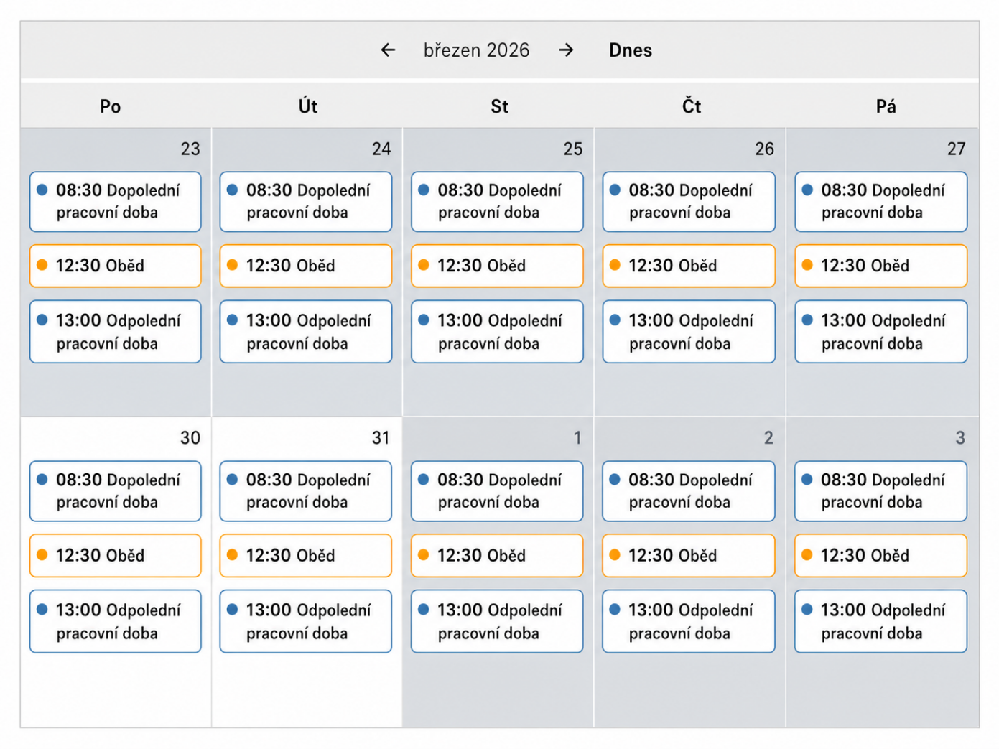 ← březen 2026 → Dnes
Po Út St Čt Pá
23
08:30 Dopolední
pracovní doba
12:30 Oběd
13:00 Odpolední
pracovní doba
24
08:30 Dopolední
pracovní doba
12:30 Oběd
13:00 Odpolední
pracovní doba
25
08:30 Dopolední
pracovní doba
12:30 Oběd
13:00 Odpolední
pracovní doba
26
08:30 Dopolední
pracovní doba
12:30 Oběd
13:00 Odpolední
pracovní doba
27
08:30 Dopolední
pracovní doba
12:30 Oběd
13:00 Odpolední
pracovní doba
30
08:30 Dopolední
pracovní doba
12:30 Oběd
13:00 Odpolední
pracovní doba
31
08:30 Dopolední
pracovní doba
12:30 Oběd
13:00 Odpolední
pracovní doba
1
08:30 Dopolední
pracovní doba
12:30 Oběd
13:00 Odpolední
pracovní doba
2
08:30 Dopolední
pracovní doba
12:30 Oběd
13:00 Odpolední
pracovní doba
3
08:30 Dopolední
pracovní doba
12:30 Oběd
13:00 Odpolední
pracovní doba